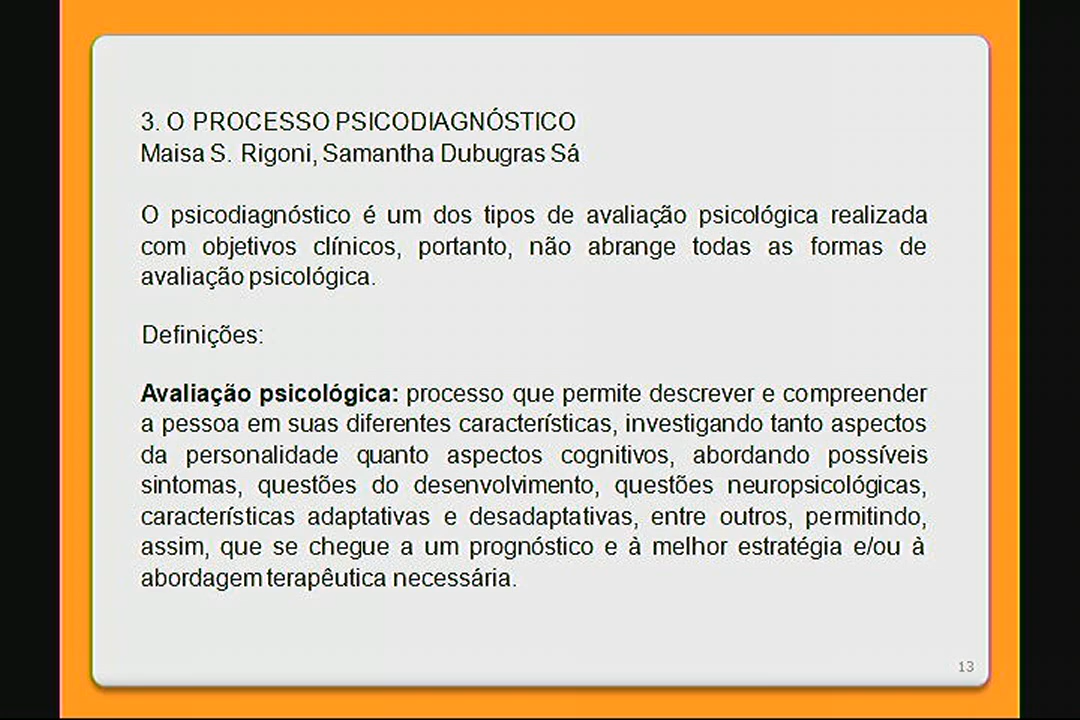 3. O PROCESSO PSICODIAGNÓSTICO
Maisa S. Rigoni, Samantha Dubugras Sá
O psicodiagnóstico é um dos tipos de avaliação psicológica realizada
com objetivos clínicos, portanto, não abrange todas as formas de
avaliação psicológica.
Definições:
Avaliação psicológica: processo que permite descrever e compreender
a pessoa em suas diferentes características, investigando tanto aspectos
da personalidade quanto aspectos cognitivos, abordando possíveis
sintomas, questões do desenvolvimento, questões neuropsicológicas,
características adaptativas e desadaptativas, entre outros, permitindo,
assim, que se chegue a um prognóstico e à melhor estratégia e/ou à
abordagem terapêutica necessária.
13